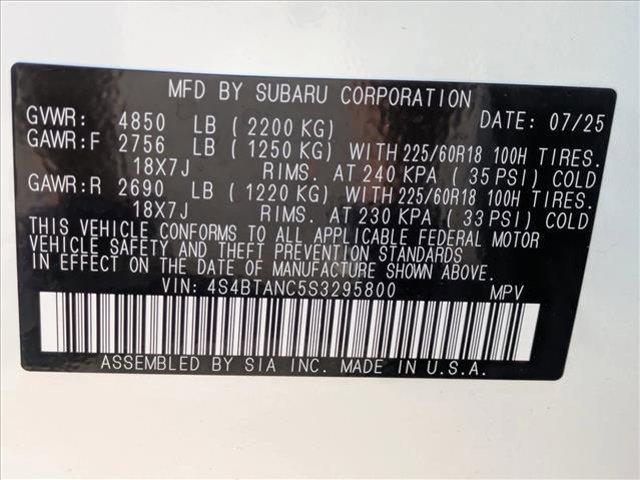 MFD BY SUBARU CORPORATION
GVWR: 4850 LB (2200 KG) DATE: 07/25
GAWR:F 2756 LB (1250 KG) WITH 225/60R18 100H TIRES.
18X7J RIMS. AT 240 KPA (35 PSI) COLD
GAWR:R 2690 LB (1220 KG) WITH 225/60R18 100H TIRES.
18X7J RIMS. AT 230 KPA (33 PSI) COLD
THIS VEHICLE CONFORMS TO ALL APPLICABLE FEDERAL MOTOR
VEHICLE SAFETY AND THEFT PREVENTION STANDARDS
IN EFFECT ON THE DATE OF MANUFACTURE SHOWN ABOVE.
VIN: 4S4BTANC5S3295800 MPV
ASSEMBLED BY SIA INC. MADE IN U.S.A.